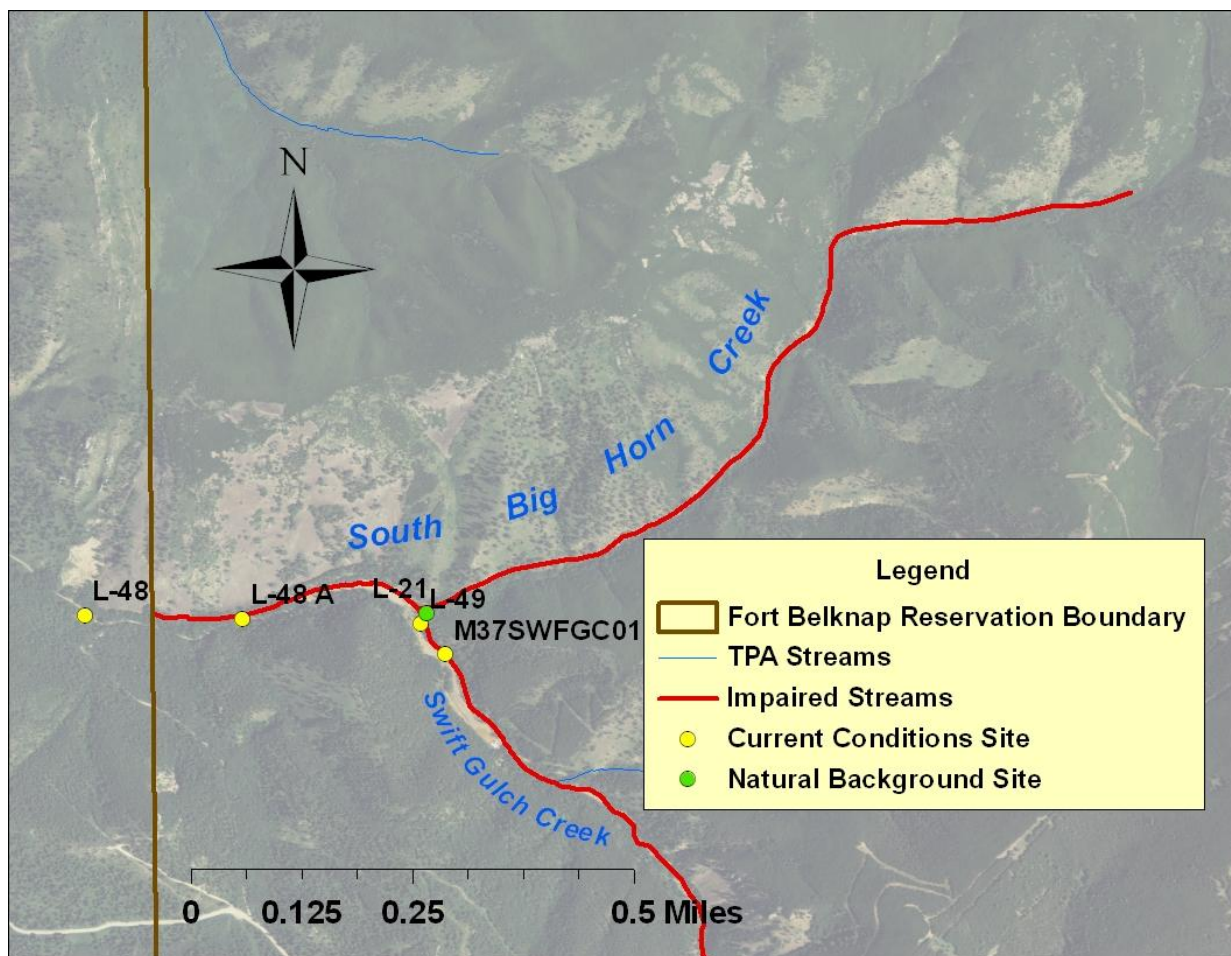 N
South Big Horn Creek
L-48
L-48 A
L-21
L-49
M37SWFGC01
Swift Gulch Creek
Legend
Fort Belknap Reservation Boundary
TPA Streams
Impaired Streams
Current Conditions Site
Natural Background Site
0 0.125 0.25 0.5 Miles